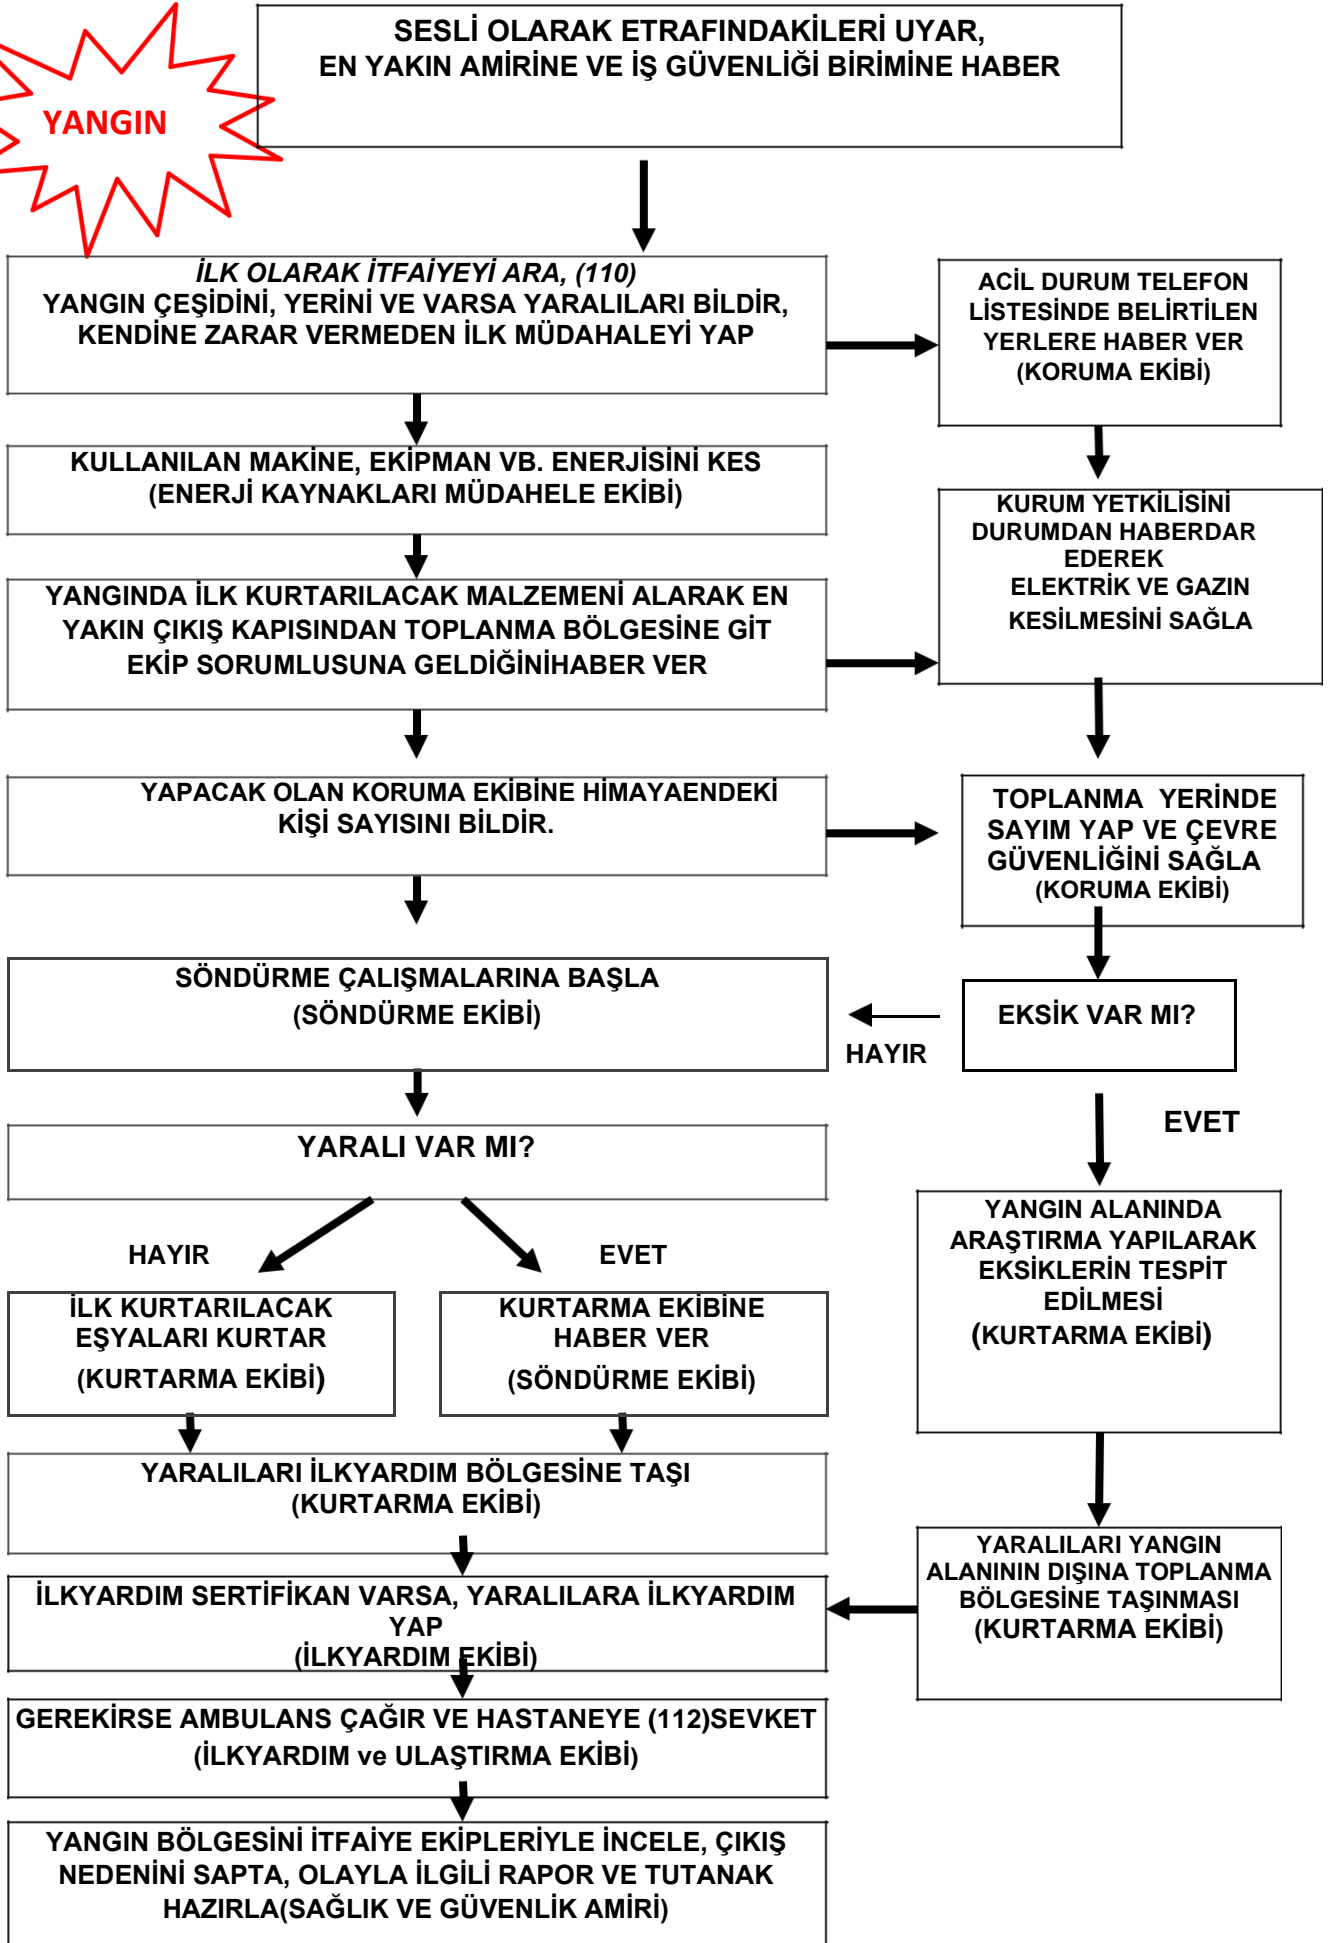 YANGIN
SESLİ OLARAK ETRAFINDAKİLERİ UYAR,
EN YAKIN AMİRİNE VE İŞ GÜVENLİĞİ BİRİMİNE HABER
İLK OLARAK İTFAİYEYİ ARA, (110)
YANGIN ÇEŞİDİNİ, YERİNİ VE VARSA YARALILARI BİLDİR,
KENDİNE ZARAR VERMEDEN İLK MÜDAHALEYİ YAP
ACİL DURUM TELEFON
LİSTESİNDE BELİRTİLEN
YERLERE HABER VER
(KORUMA EKİBİ)
KULLANILAN MAKİNE, EKİPMAN VB. ENERJİSİNİ KES
(ENERJİ KAYNAKLARI MÜDAHELE EKİBİ)
KURUM YETKİLİSİNİ
DURUMDAN HABERDAR
EDEREK
ELEKTRİK VE GAZIN
KESİLMESİNİ SAĞLA
YANGINDA İLK KURTARILACAK MALZEMENİ ALARAK EN
YAKIN ÇIKIŞ KAPISINDAN TOPLANMA BÖLGESİNE GİT
EKİP SORUMLUSUNA GELDİĞİNİHABER VER
YAPACAK OLAN KORUMA EKİBİNE HİMAYAENDEKİ
KİŞİ SAYISINI BİLDİR.
TOPLANMA YERİNDE
SAYIM YAP VE ÇEVRE
GÜVENLİĞİNİ SAĞLA
(KORUMA EKİBİ)
SÖNDÜRME ÇALIŞMALARINA BAŞLA
(SÖNDÜRME EKİBİ)
HAYIR
EKSİK VAR MI?
EVET
YARALI VAR MI?
HAYIR
EVET
YANGIN ALANINDA
ARAŞTIRMA YAPILARAK
EKSİKLERİN TESPİT
EDİLMESİ
(KURTARMA EKİBİ)
İLK KURTARILACAK
EŞYALARI KURTAR
(KURTARMA EKİBİ)
KURTARMA EKİBİNE
HABER VER
(SÖNDÜRME EKİBİ)
YARALILARI İLKYARDIM BÖLGESİNE TAŞI
(KURTARMA EKİBİ)
YARALILARI YANGIN
ALANININ DIŞINA TOPLANMA
BÖLGESİNE TAŞINMASI
(KURTARMA EKİBİ)
İLKYARDIM SERTİFİKAN VARSA, YARALILARA İLKYARDIM
YAP
(İLKYARDIM EKİBİ)
GEREKİRSE AMBULANS ÇAĞIR VE HASTANEYE (112)SEVKET
(İLKYARDIM ve ULAŞTIRMA EKİBİ)
YANGIN BÖLGESİNİ İTFAİYE EKİPLERİYLE İNCELE, ÇIKIŞ
NEDENİNİ SAPTA, OLAYLA İLGİLİ RAPOR VE TUTANAK
HAZIRLA(SAĞLIK VE GÜVENLİK AMİRİ)